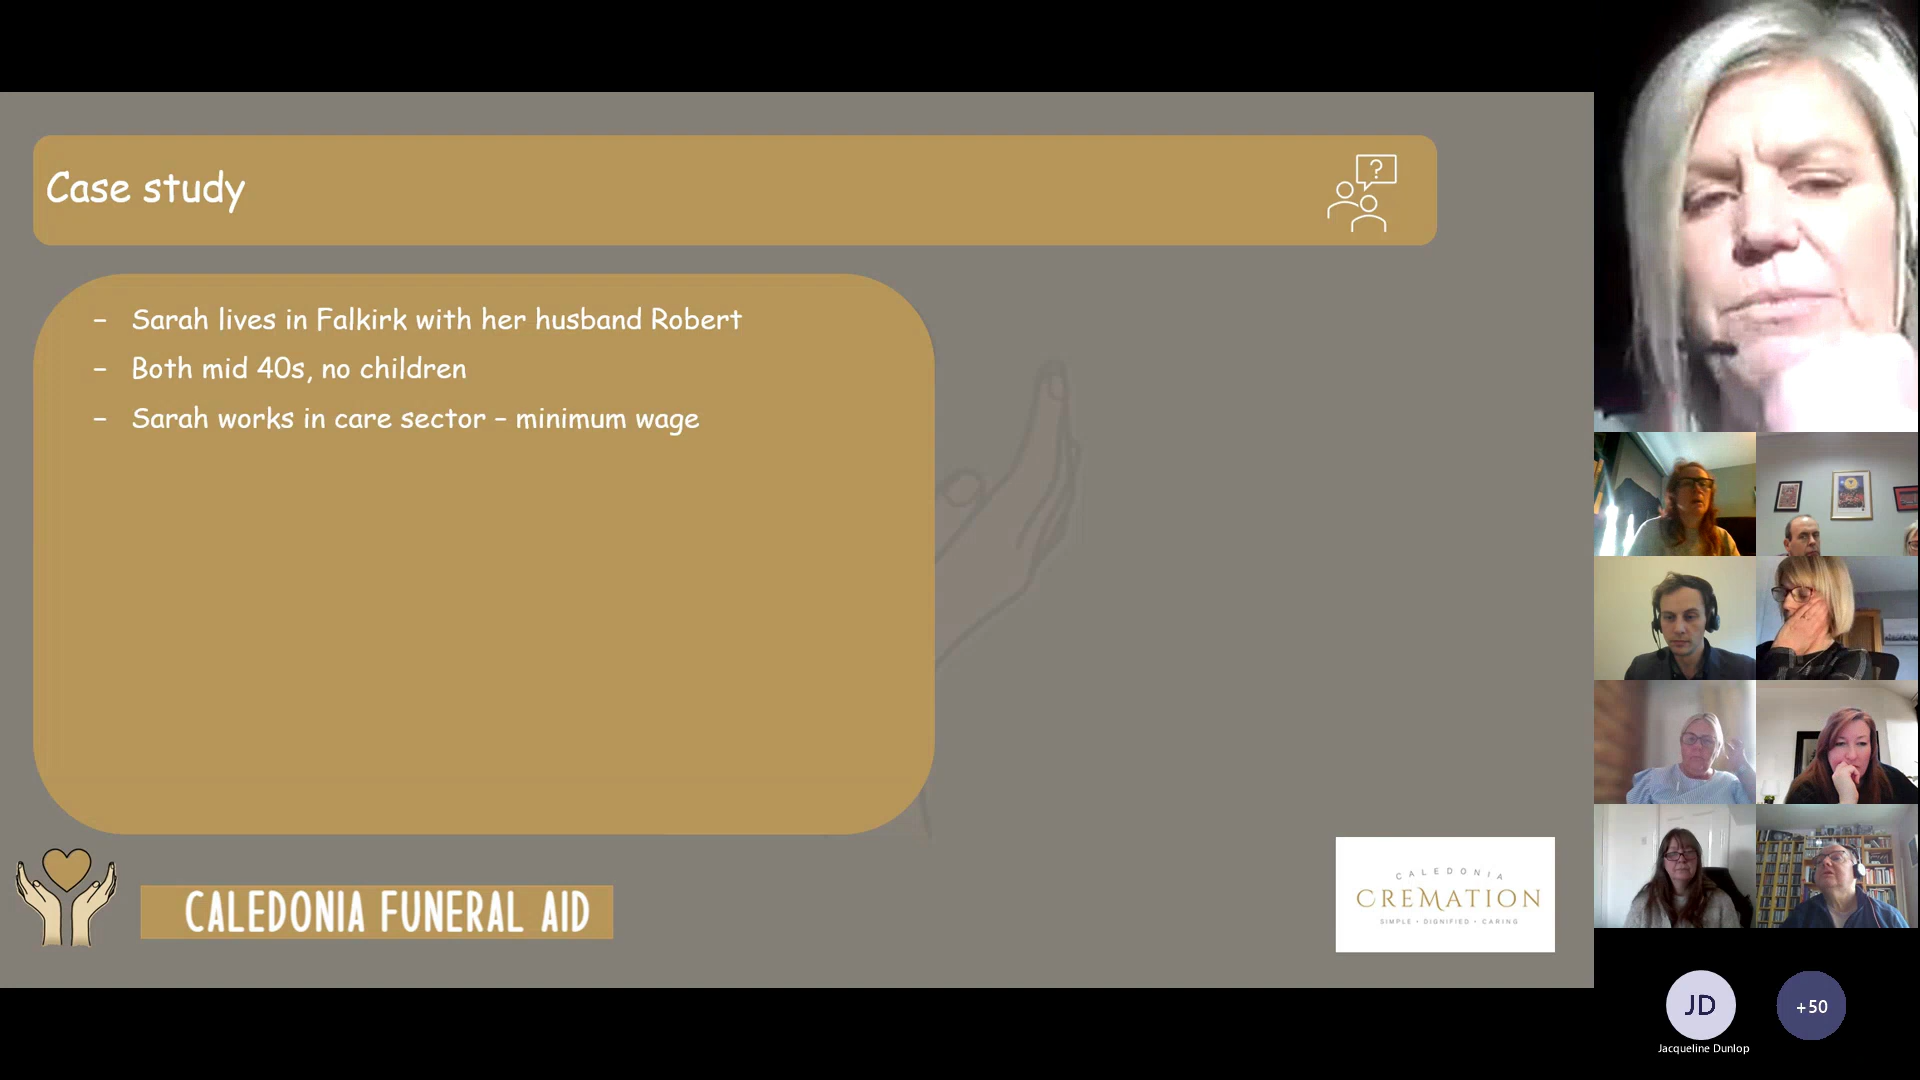 Case study
?
– Sarah lives in Falkirk with her husband Robert
– Both mid 40s, no children
– Sarah works in care sector – minimum wage
CALEDONIA FUNERAL AID
CALEDONIA
CREMATION
SIMPLE • DIGNIFIED • CARING
JD
+50
Jacqueline Dunlop